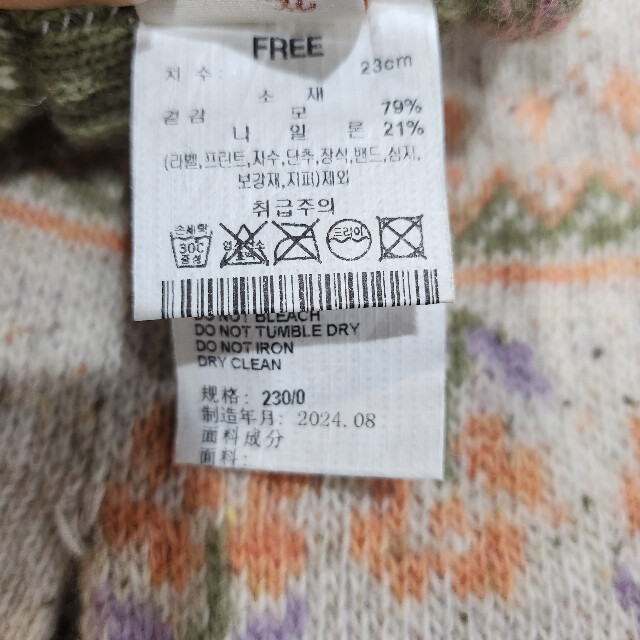 FREE
치 수: 23cm
소 재
겉감 모 79%
나 일 론 21%
(라벨,프린트,자수,단추,장식,밴드,심지,
보강재,지퍼)제외
취급주의
손세탁
30℃
중성
드라이
DO NOT BLEACH
DO NOT TUMBLE DRY
DO NOT IRON
DRY CLEAN
规格: 230/0
制造年月: 2024.08
面料成分
面料: